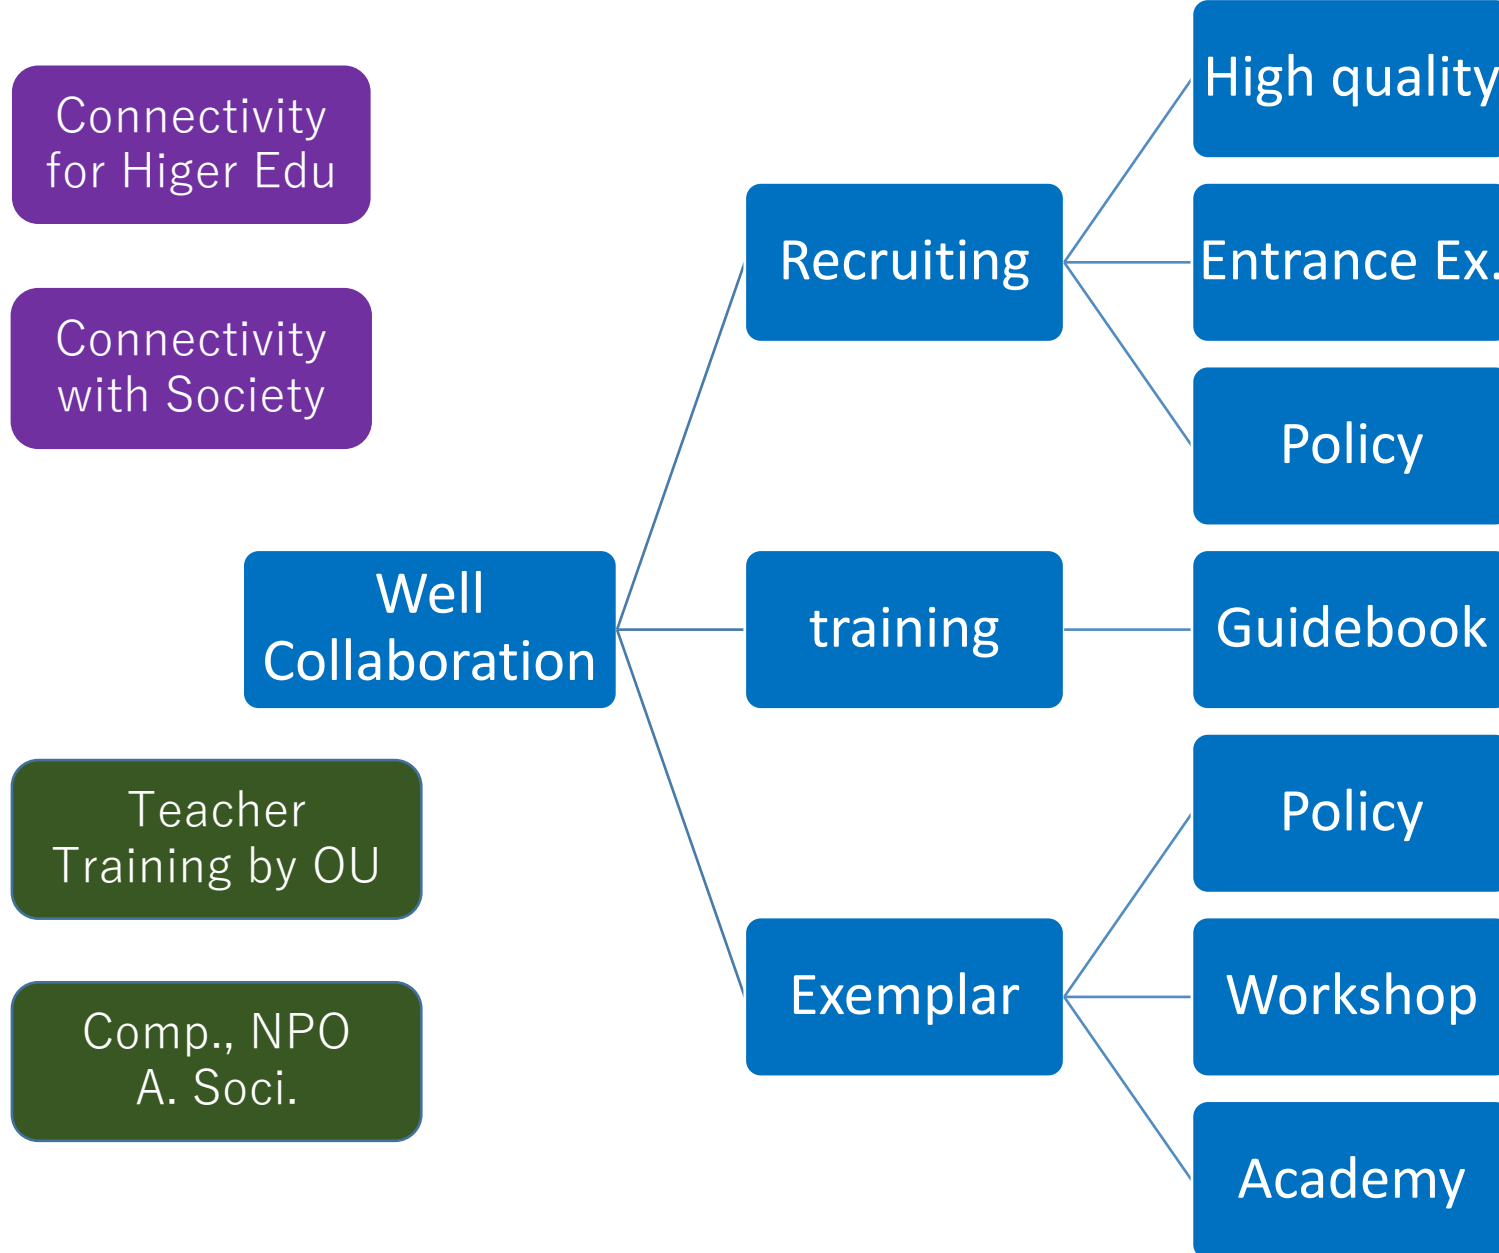 Connectivity
for Higer Edu
Connectivity
with Society
Well
Collaboration
Teacher
Training by OU
Comp., NPO
A. Soci.
Recruiting
training
Exemplar
High quality
Entrance Ex.
Policy
Guidebook
Policy
Workshop
Academy